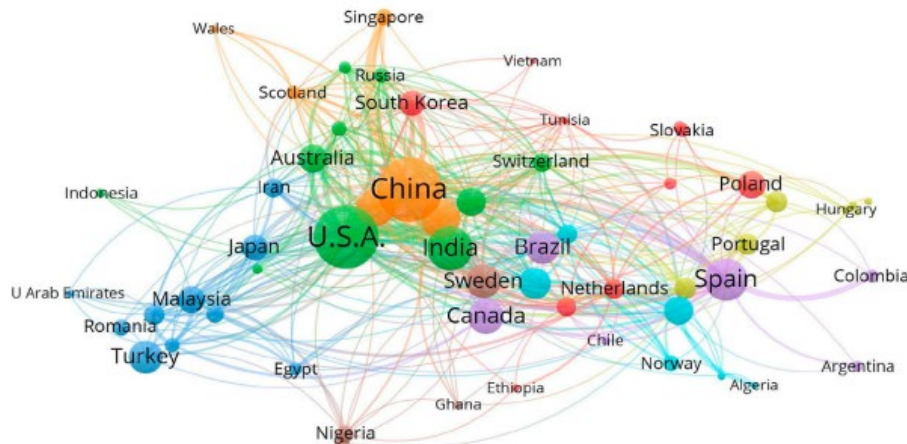 Singapore
Wales
Vietnam
Russia
Scotland
South Korea
Tunisia
Slovakia
Australia
Switzerland
China
Iran
Poland
Indonesia
Hungary
U.S.A.
Japan
India
Brazil
Portugal
Sweden
Netherlands
Spain
Colombia
U Arab Emirates
Malaysia
Canada
Romania
Chile
Turkey
Egypt
Norway
Argentina
Ethiopia
Algeria
Ghana
Nigeria